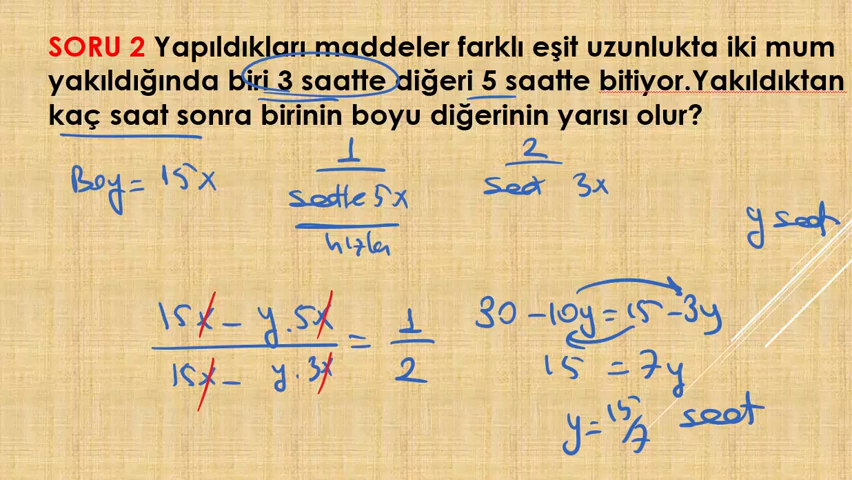 SORU 2 Yapıldıkları maddeler farklı eşit uzunlukta iki mum
yakıldığında biri 3 saatte diğeri 5 saatte bitiyor.Yakıldıktan
kaç saat sonra birinin boyu diğerinin yarısı olur?
Boy = 15x
1
saatte 5x
hızla
2
saat 3x
y saat
15x - y.5x / 15x - y.3x = 1/2
30 - 10y = 15 - 3y
15 = 7y
y = 15/7 saat